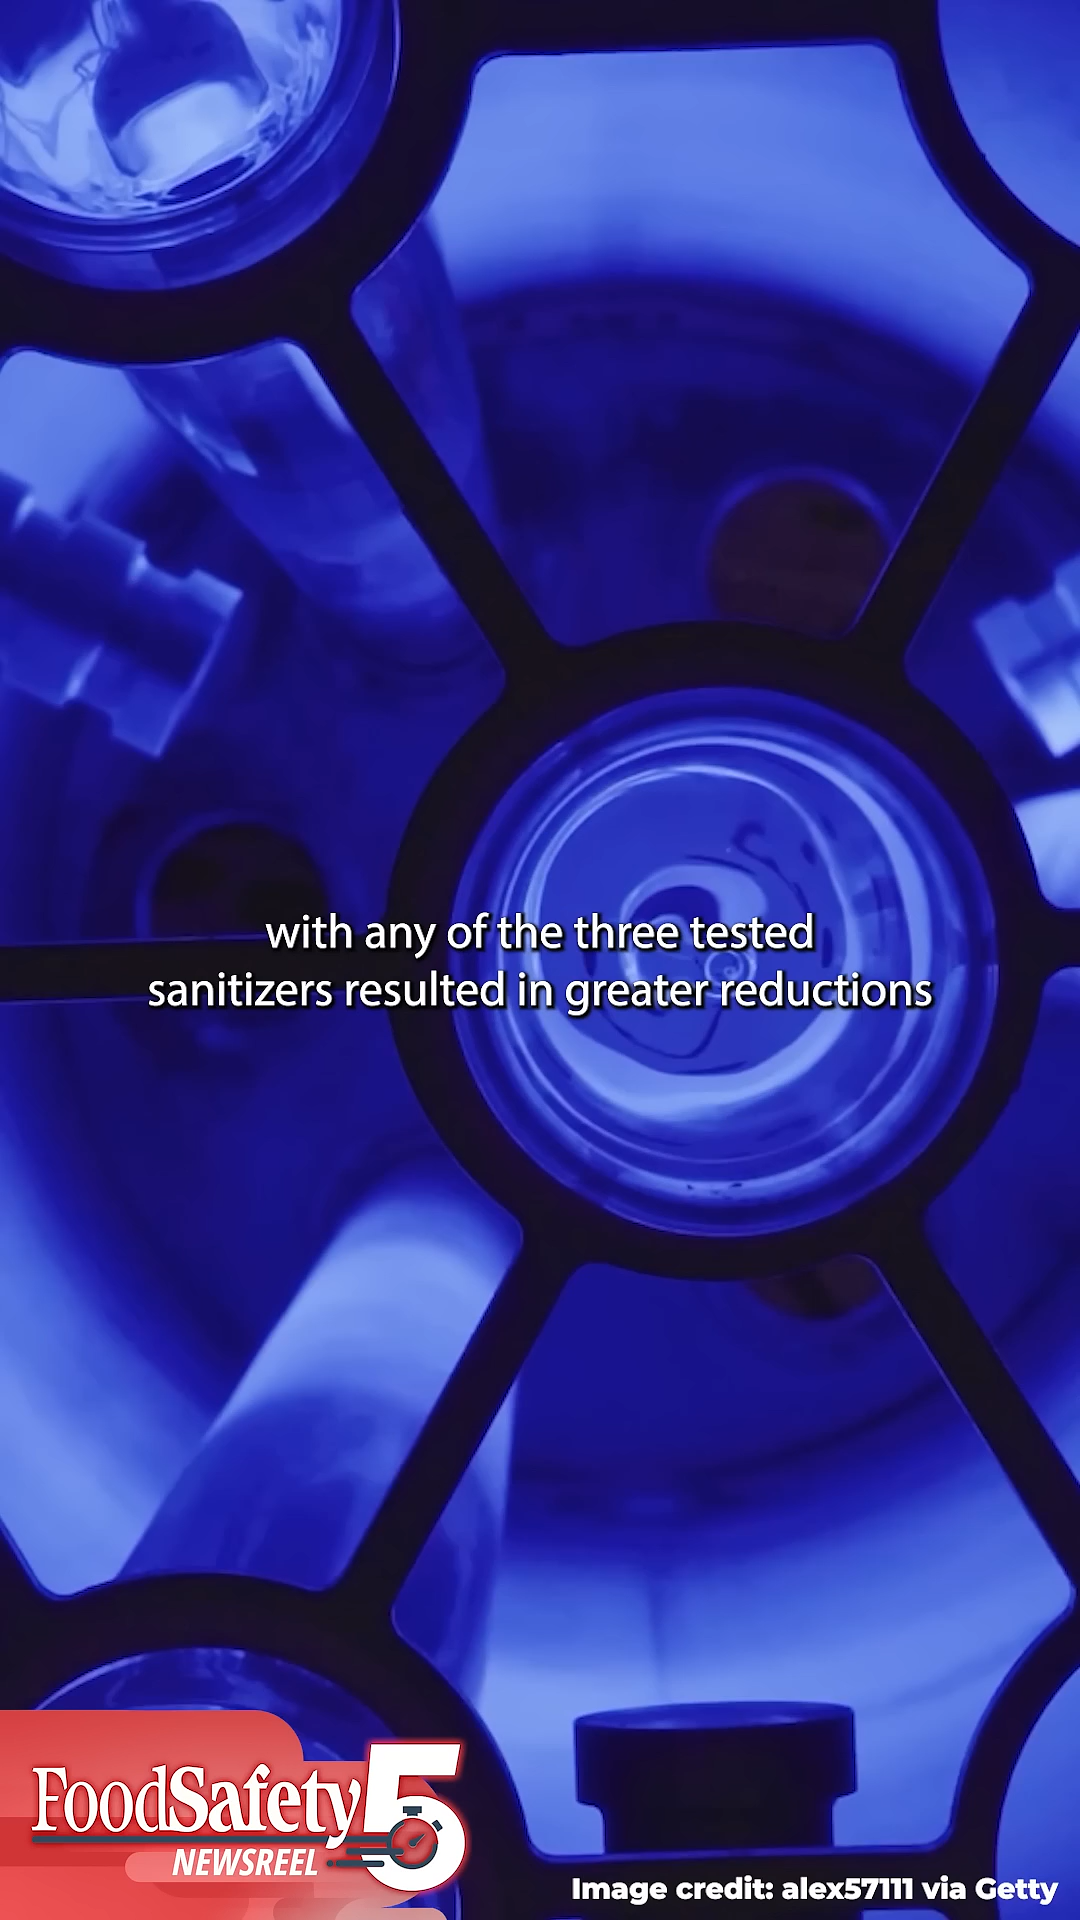 with any of the three tested
sanitizers resulted in greater reductions
FoodSafety 5
NEWSREEL
Image credit: alex57111 via Getty